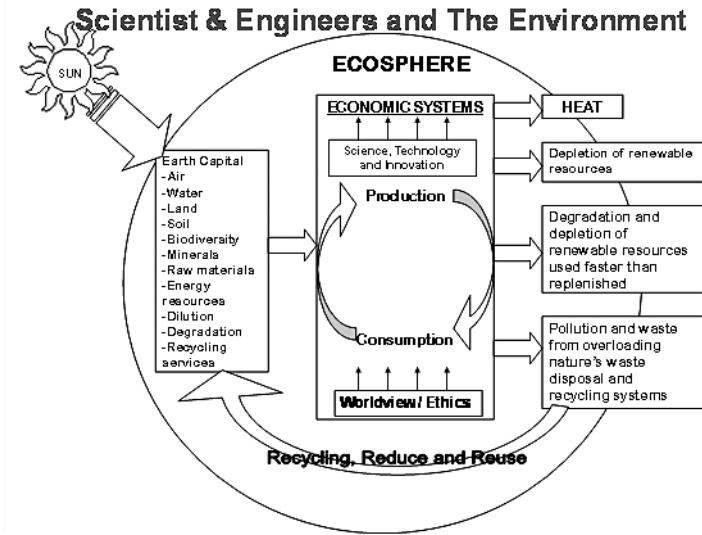 Scientist & Engineers and The Environment
SUN
ECOSPHERE
ECONOMIC SYSTEMS
HEAT
Science, Technology
and Innovation
Depletion of renewable
resources
Earth Capital
-Air
-Water
-Land
-Soil
-Biodiversity
-Minerals
-Raw materials
-Energy
resources
-Dilution
-Degradation
-Recycling
services
Production
Degradation and
depletion of
renewable resources
used faster than
replenished
Consumption
Pollution and waste
from overloading
nature's waste
disposal and
recycling systems
Worldview/ Ethics
Recycling, Reduce and Reuse